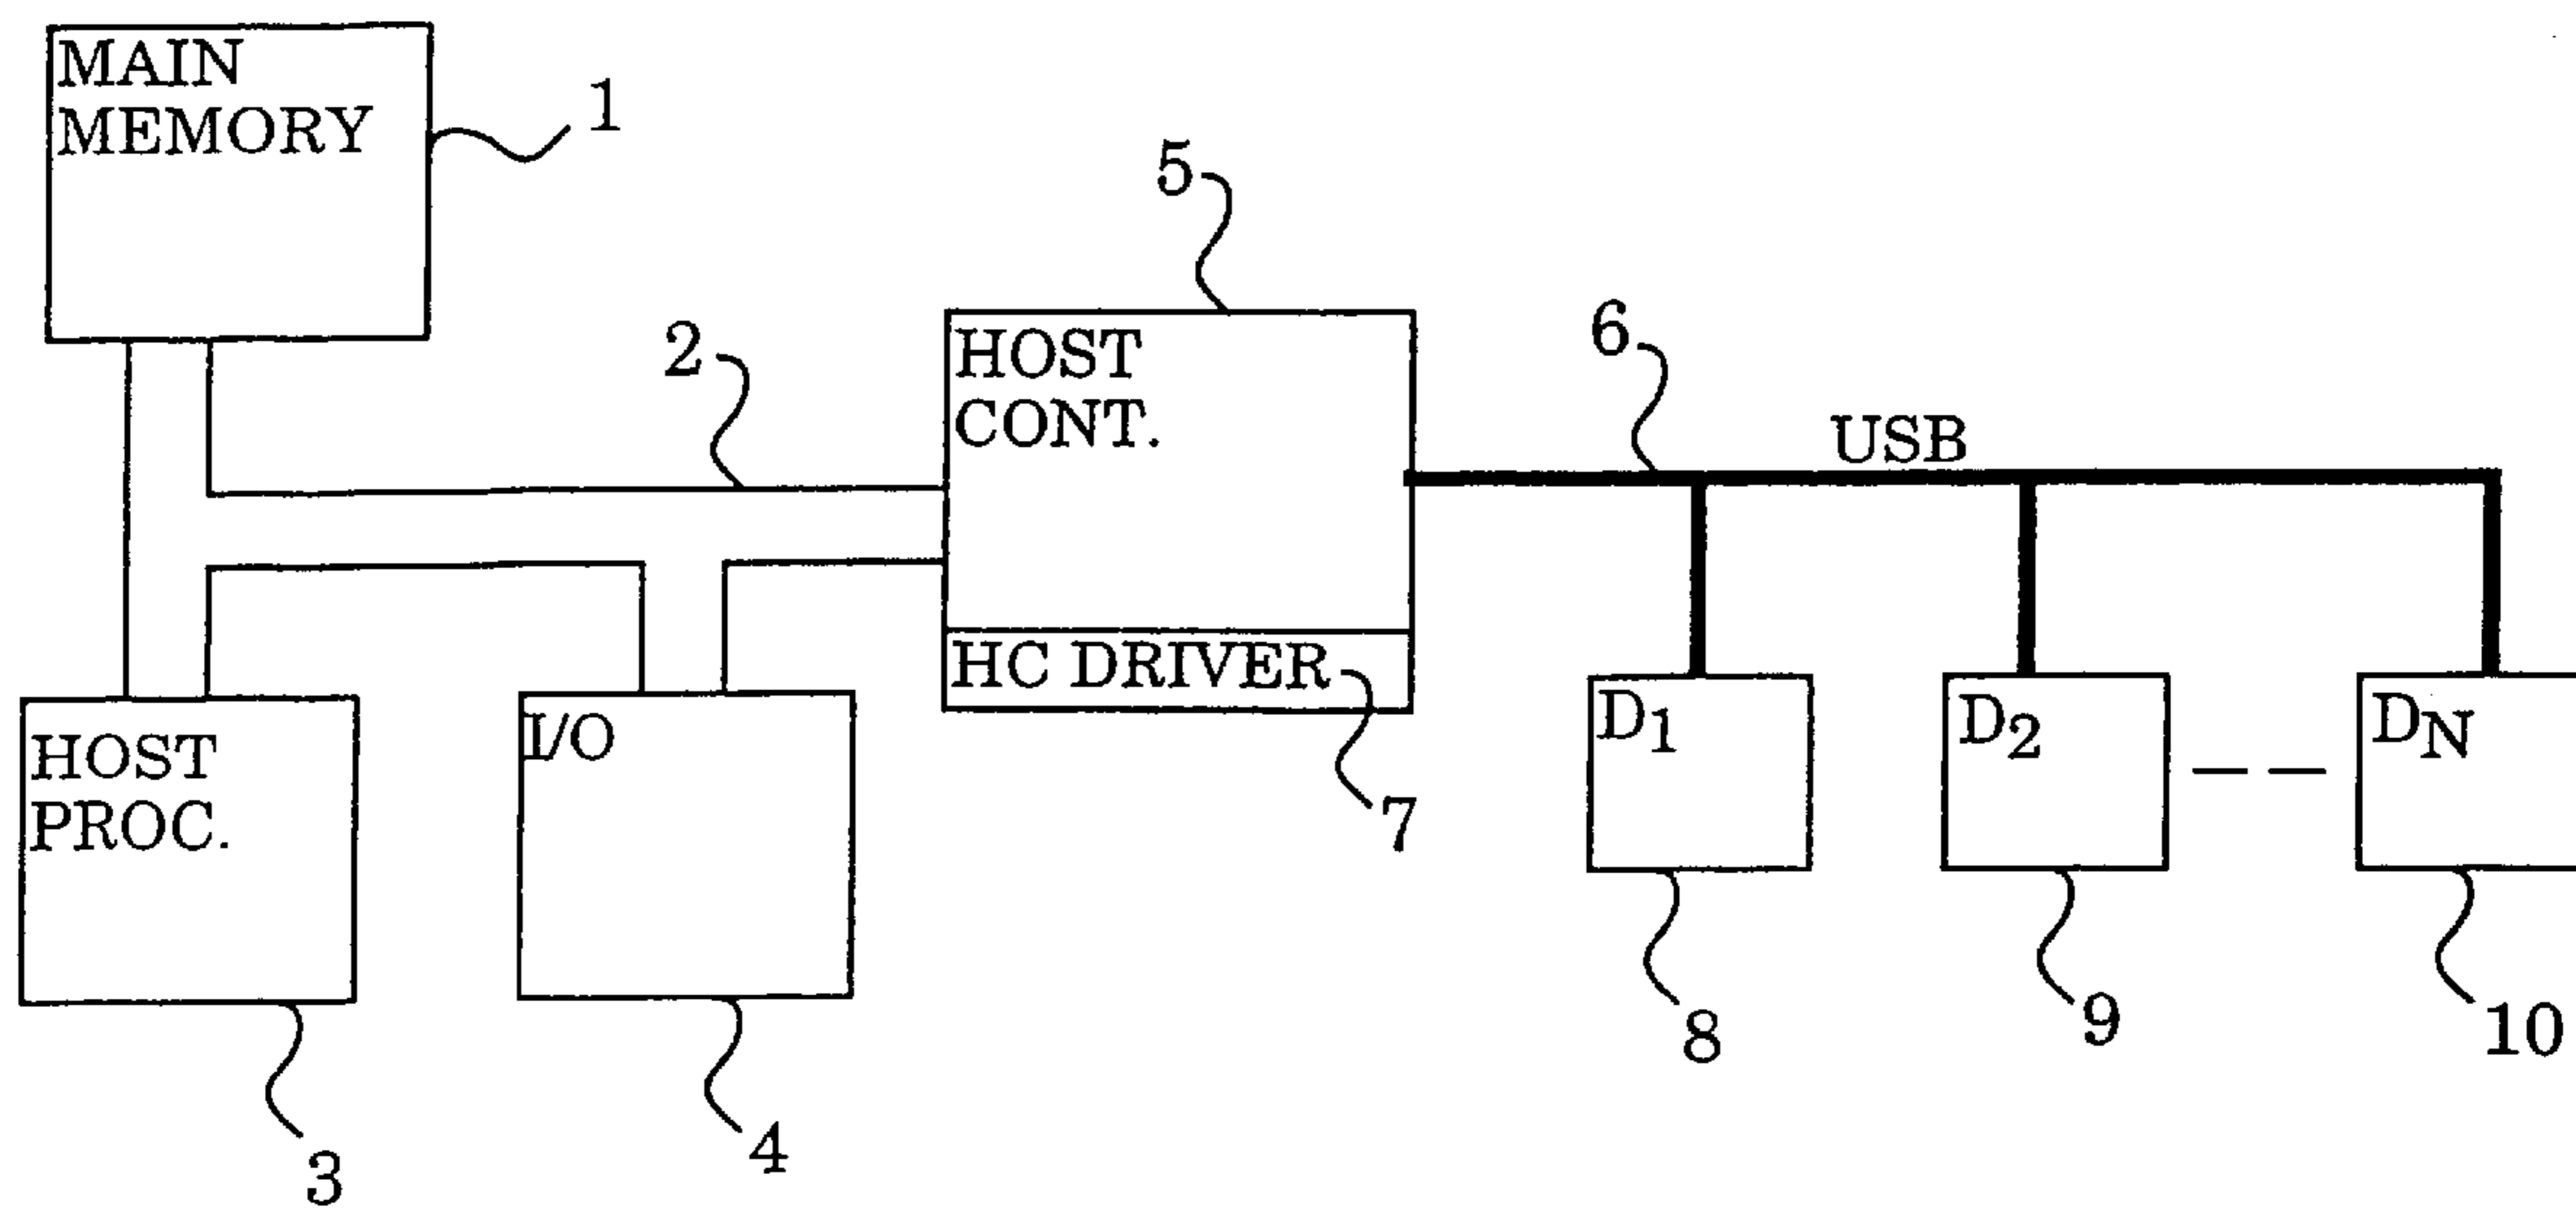 MAIN
MEMORY
1
5
2
HOST
CONT.
6
USB
HC DRIVER
7
HOST
PROC.
I/O
D1
D2
DN
3
4
8
9
10